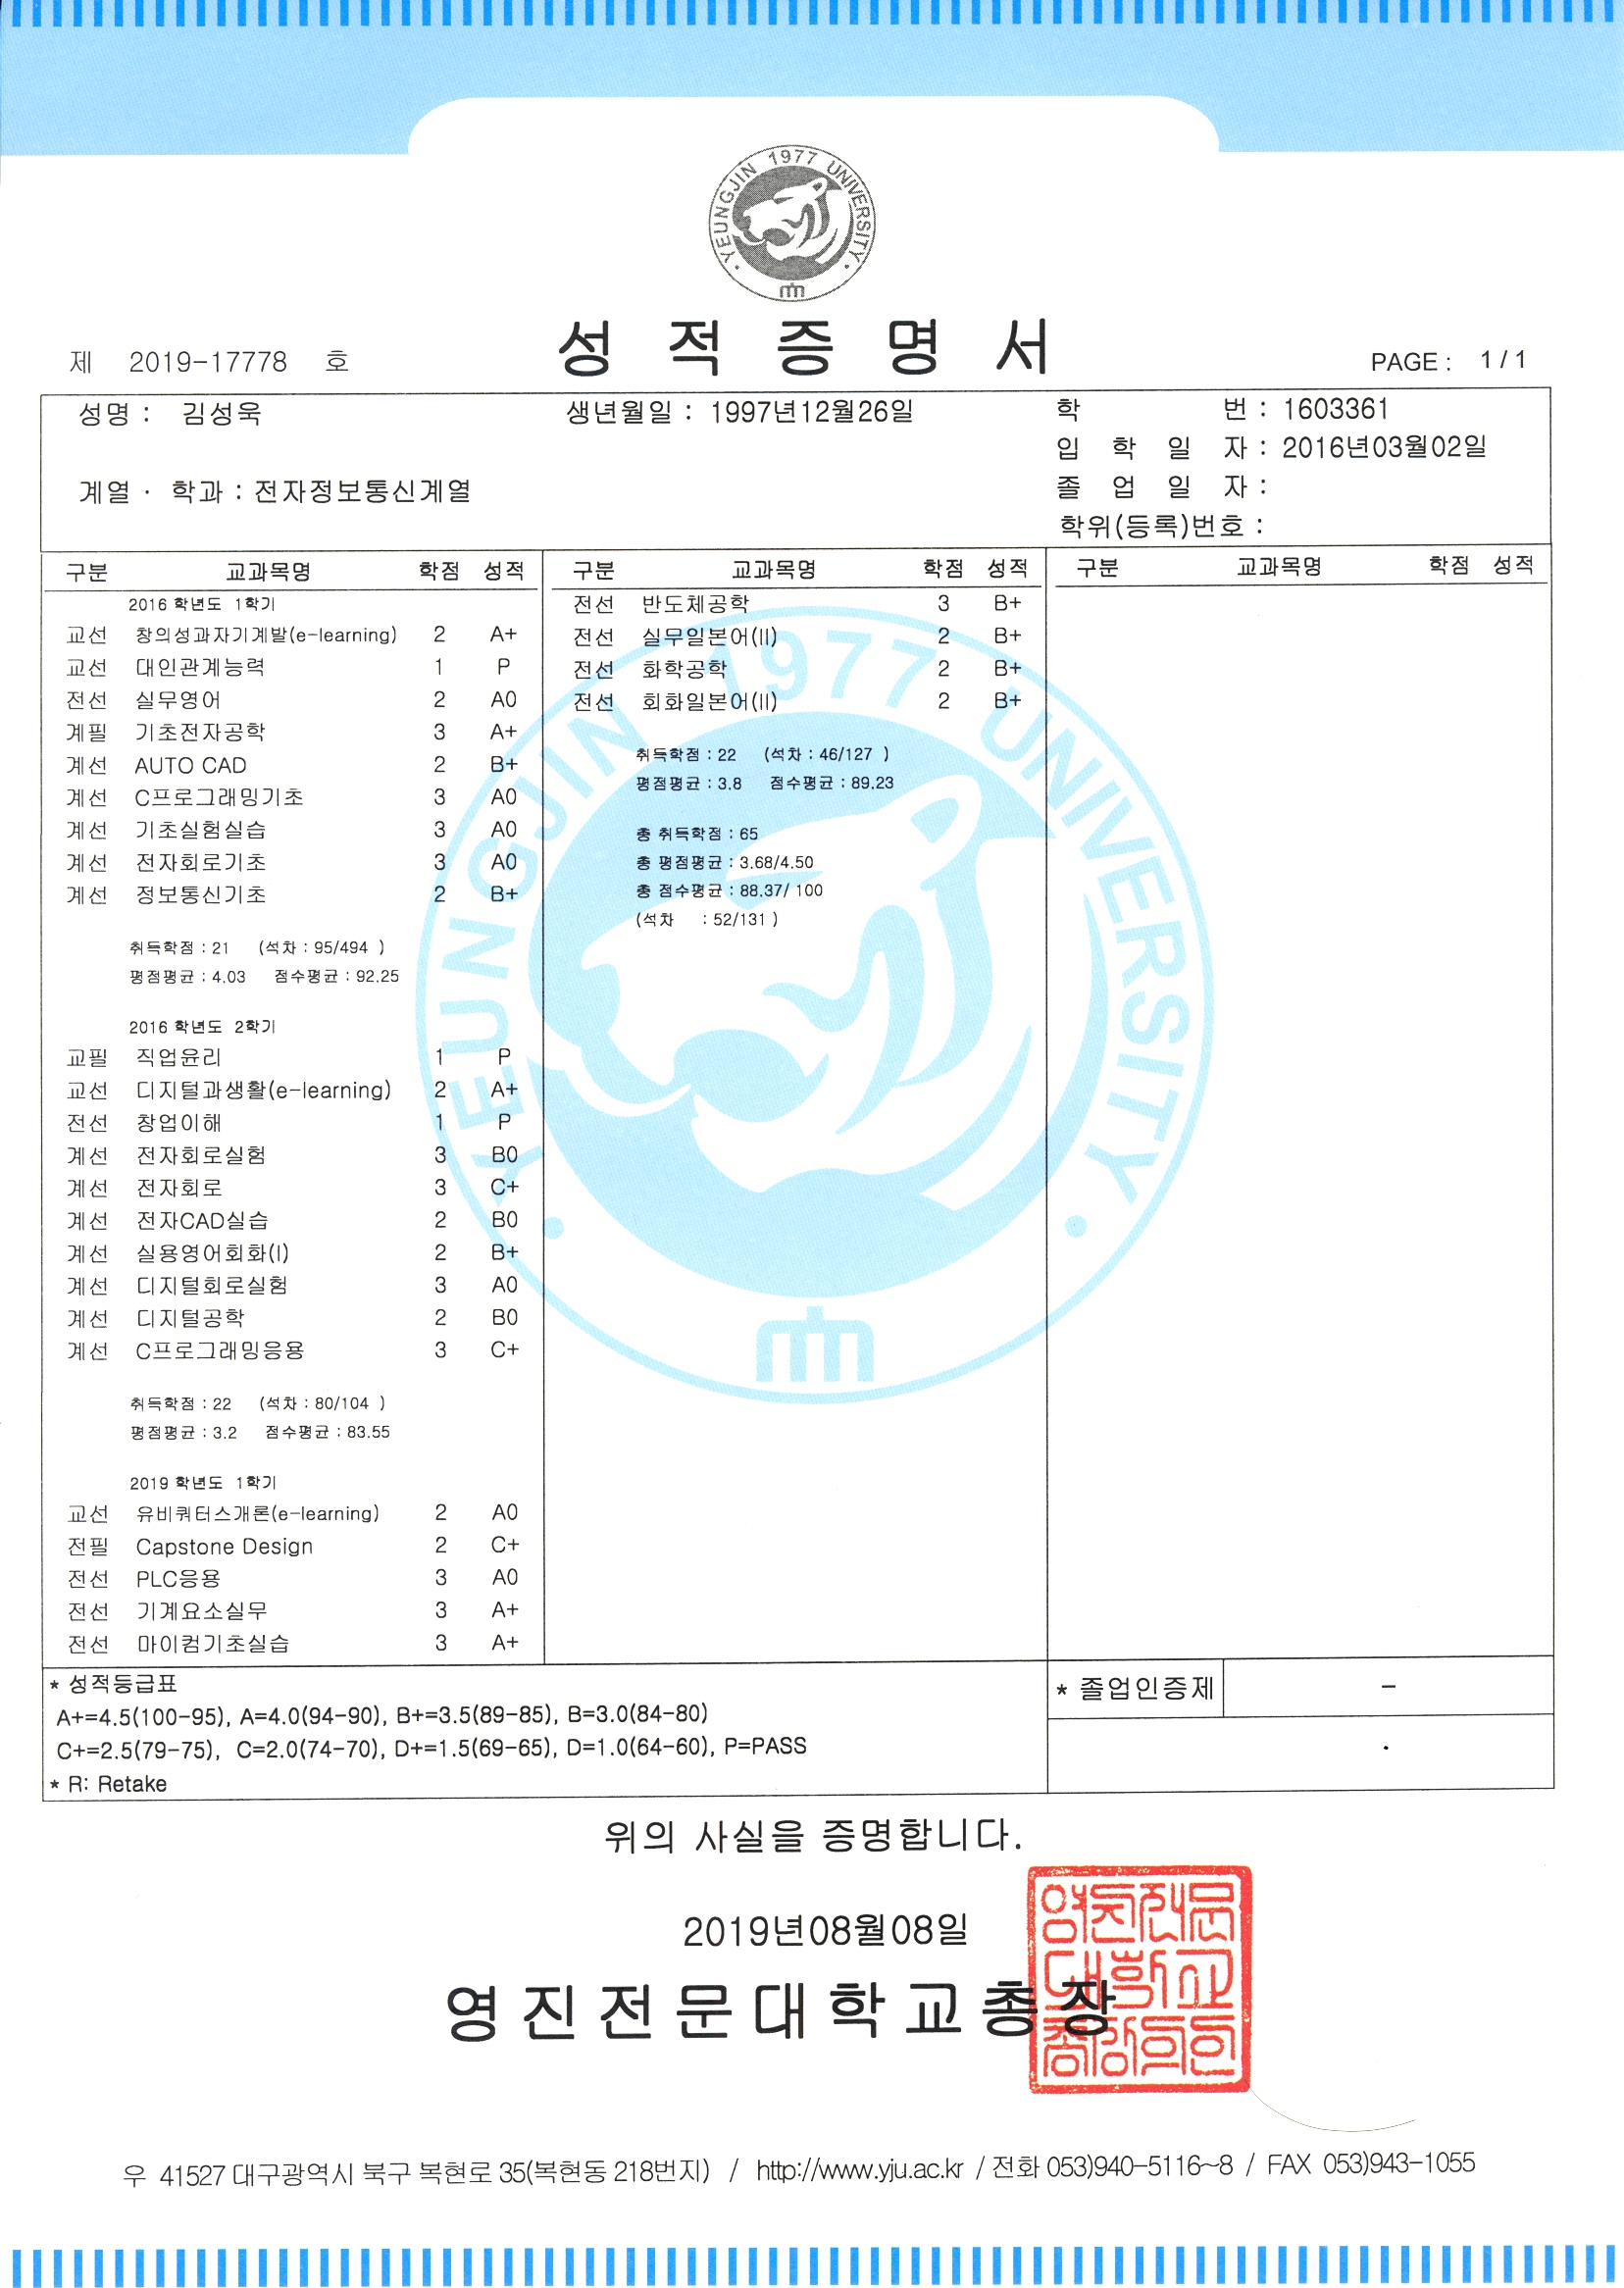 YEUNGJIN 1977 UNIVERSITY
성적증명서
제 2019-17778 호
PAGE : 1 / 1
성명 : 김성욱 생년월일 : 1997년12월26일 학 번 : 1603361
입 학 일 자 : 2016년03월02일
계열 · 학과 : 전자정보통신계열 졸 업 일 자 :
학위(등록)번호 :
구분 교과목명 학점 성적
2016 학년도 1학기
교선 창의성과자기계발(e-learning) 2 A+
교선 대인관계능력 1 P
전선 실무영어 2 A0
계필 기초전자공학 3 A+
계선 AUTO CAD 2 B+
계선 C프로그래밍기초 3 A0
계선 기초실험실습 3 A0
계선 전자회로기초 3 A0
계선 정보통신기초 2 B+
취득학점 : 21 (석차 : 95/494 )
평점평균 : 4.03 점수평균 : 92.25
2016 학년도 2학기
교필 직업윤리 1 P
교선 디지털과생활(e-learning) 2 A+
전선 창업이해 1 P
계선 전자회로실험 3 B0
계선 전자회로 3 C+
계선 전자CAD실습 2 B0
계선 실용영어회화(I) 2 B+
계선 디지털회로실험 3 A0
계선 디지털공학 2 B0
계선 C프로그래밍응용 3 C+
취득학점 : 22 (석차 : 80/104 )
평점평균 : 3.2 점수평균 : 83.55
2019 학년도 1학기
교선 유비쿼터스개론(e-learning) 2 A0
전필 Capstone Design 2 C+
전선 PLC응용 3 A0
전선 기계요소실무 3 A+
전선 마이컴기초실습 3 A+
구분 교과목명 학점 성적
전선 반도체공학 3 B+
전선 실무일본어(II) 2 B+
전선 화학공학 2 B+
전선 회화일본어(II) 2 B+
취득학점 : 22 (석차 : 46/127 )
평점평균 : 3.8 점수평균 : 89.23
총 취득학점 : 65
총 평점평균 : 3.68/4.50
총 점수평균 : 88.37/ 100
(석차 : 52/131 )
구분 교과목명 학점 성적
YEUNGJIN 1977 UNIVERSITY
* 성적등급표
A+=4.5(100-95), A=4.0(94-90), B+=3.5(89-85), B=3.0(84-80)
C+=2.5(79-75), C=2.0(74-70), D+=1.5(69-65), D=1.0(64-60), P=PASS
* R: Retake
* 졸업인증제 -
위의 사실을 증명합니다.
2019년08월08일
영진전문대학교총장
영진전문
대학교
총장의인
우 41527 대구광역시 북구 복현로 35(복현동 218번지) / http://www.yju.ac.kr / 전화 053)940-5116~8 / FAX 053)943-1055